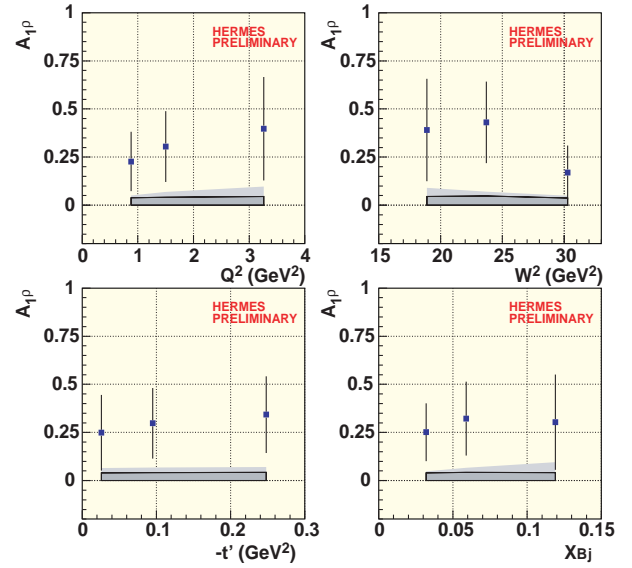 A₁ρ
HERMES
PRELIMINARY
1
0.75
0.5
0.25
0
0 1 2 3 4
Q² (GeV²)
A₁ρ
HERMES
PRELIMINARY
1
0.75
0.5
0.25
0
15 20 25 30
W² (GeV²)
A₁ρ
HERMES
PRELIMINARY
1
0.75
0.5
0.25
0
0 0.1 0.2 0.3
-t' (GeV²)
A₁ρ
HERMES
PRELIMINARY
1
0.75
0.5
0.25
0
0 0.05 0.1 0.15
XBj